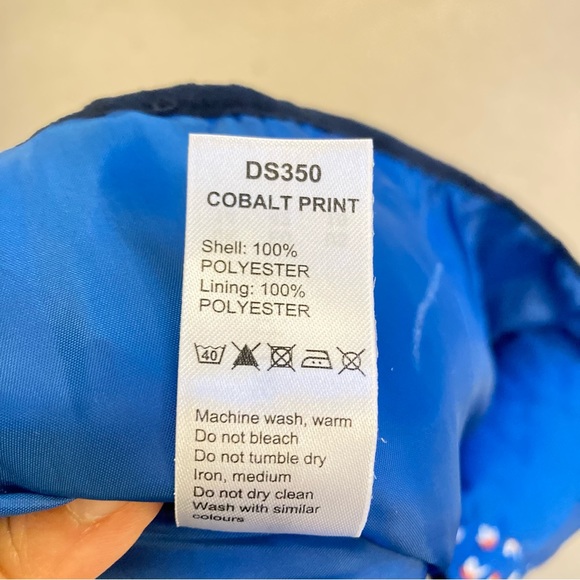 DS350
COBALT PRINT
Shell: 100%
POLYESTER
Lining: 100%
POLYESTER
40
Machine wash, warm
Do not bleach
Do not tumble dry
Iron, medium
Do not dry clean
Wash with similar
colours